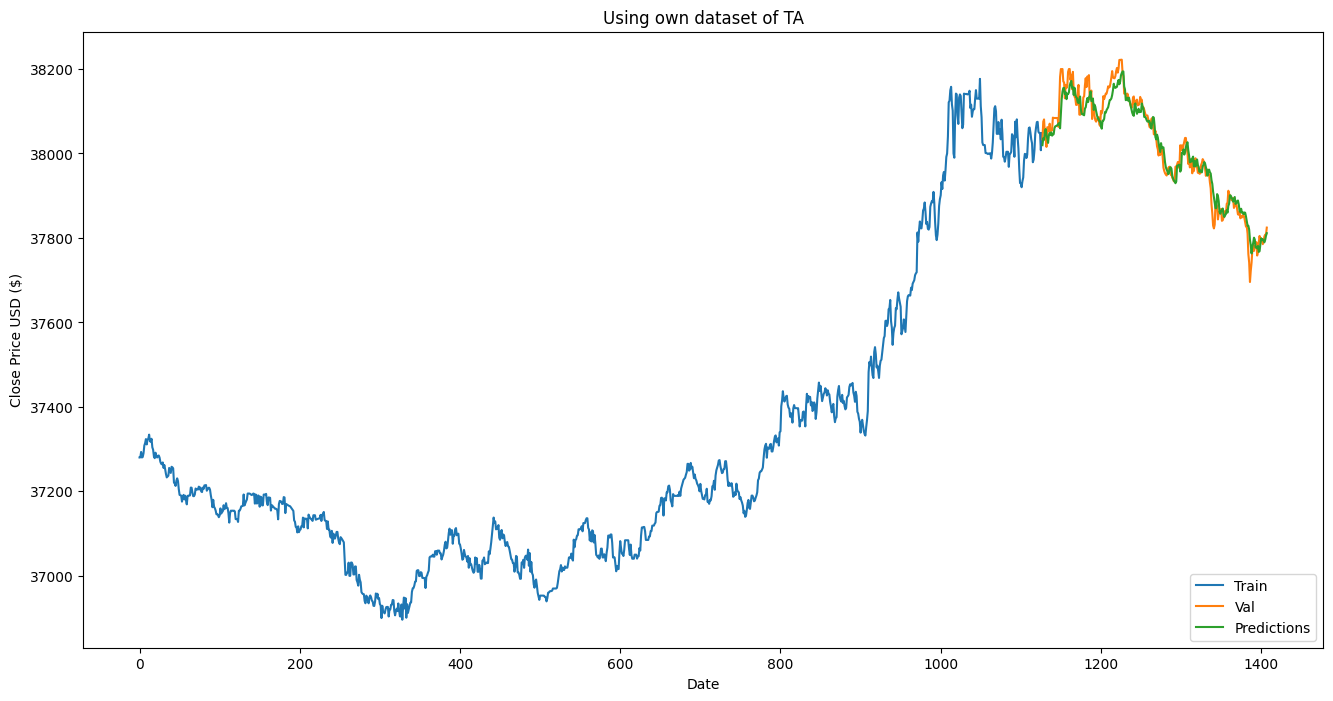 Using own dataset of TA
Close Price USD ($)
38200
38000
37800
37600
37400
37200
37000
0 200 400 600 800 1000 1200 1400
Date
Train
Val
Predictions